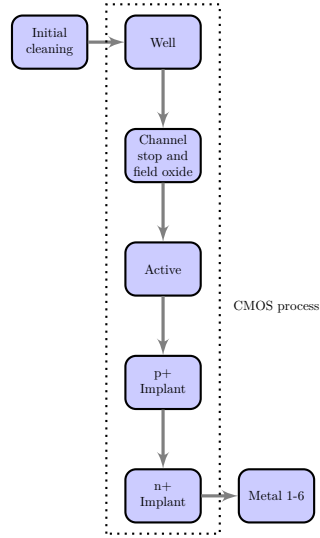 Initial
cleaning
Well
Channel
stop and
field oxide
Active
CMOS process
p+
Implant
n+
Implant
Metal 1-6